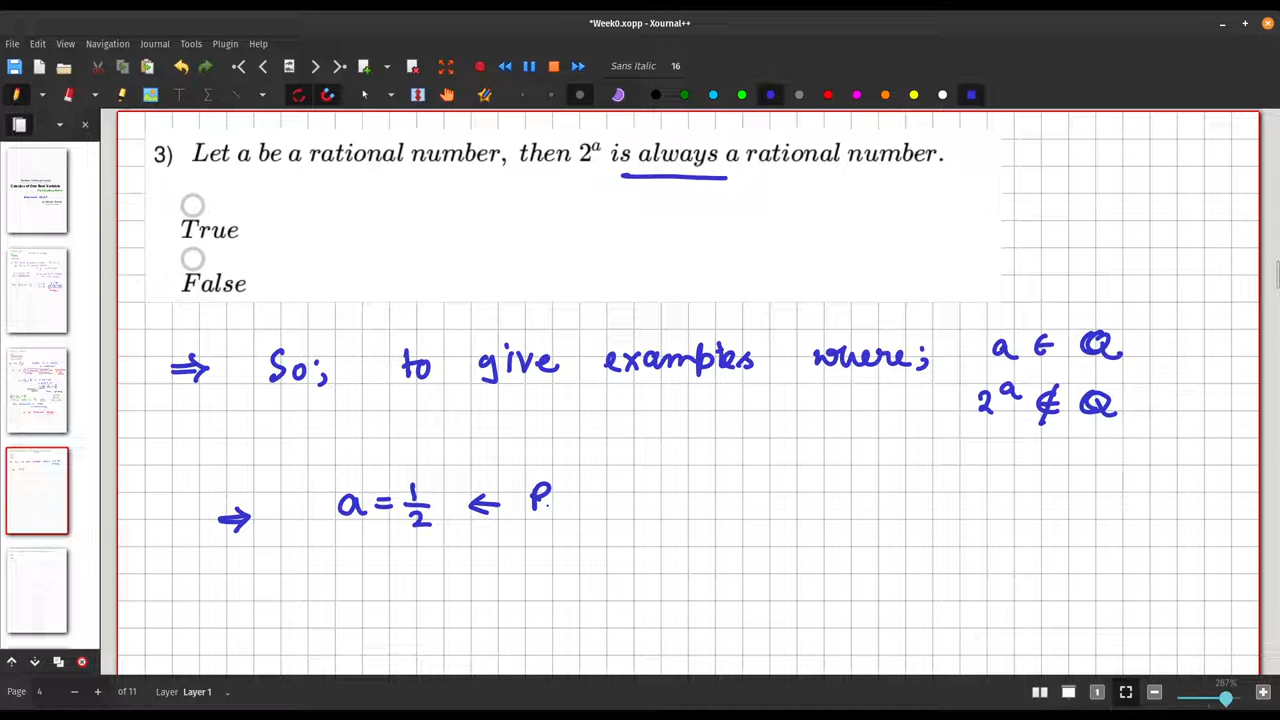 *Week0.xopp - Xournal++
File Edit View Navigation Journal Tools Plugin Help
Sans Italic 16
3) Let a be a rational number, then 2^a is always a rational number.
True
False
⇒ So; to give examples where; a ∈ Q
2^a ∉ Q
⇒ a = 1/2 ← P
Page 4 of 11 Layer Layer 1 287%